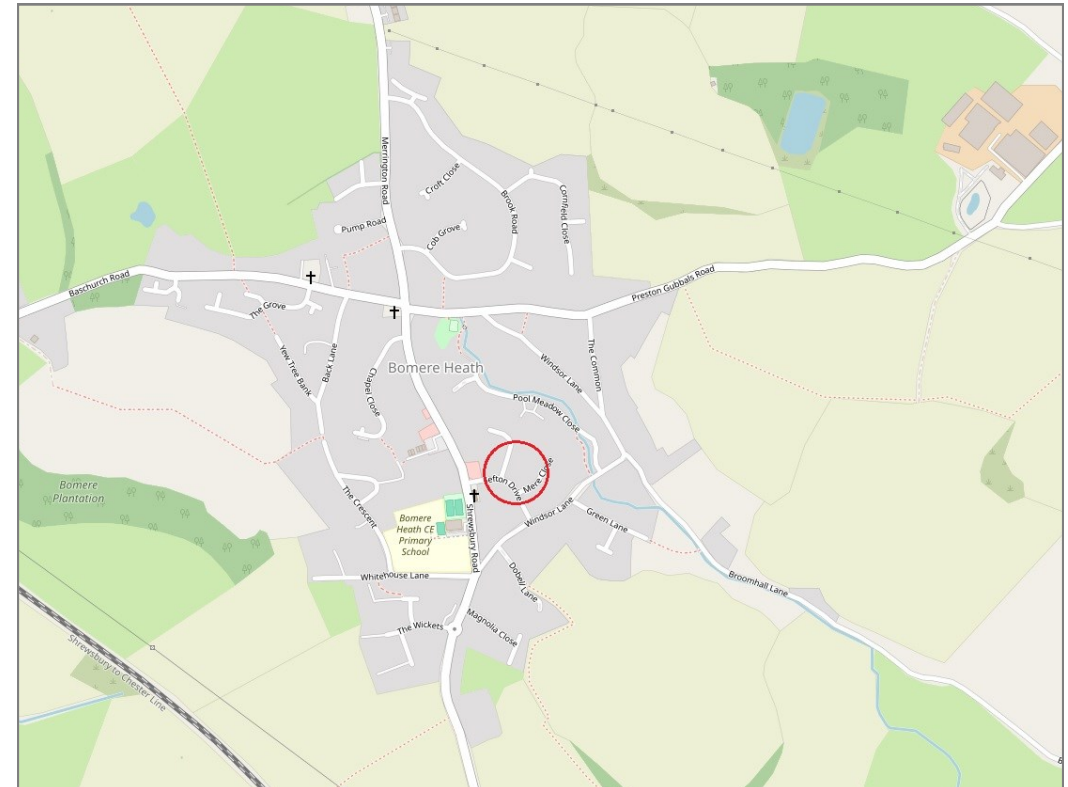 Merrington Road
Croft Close
Brook Road
Cornfield Close
Pump Road
Cob Grove
Baschurch Road
Preston Gubbals Road
The Grove
Back Lane
Yew Tree Bank
Chapel Close
Bomere Heath
Windsor Lane
The Common
Pool Meadow Close
Bomere
Plantation
The Crescent
efton Drive
Mere Close
Shrewsbury Road
Bomere
Heath CE
Primary
School
Windsor Lane
Green Lane
Whitehouse Lane
Dobell Lane
Broomhall Lane
The Wickets
Magnolia Close
Shrewsbury to Chester Line